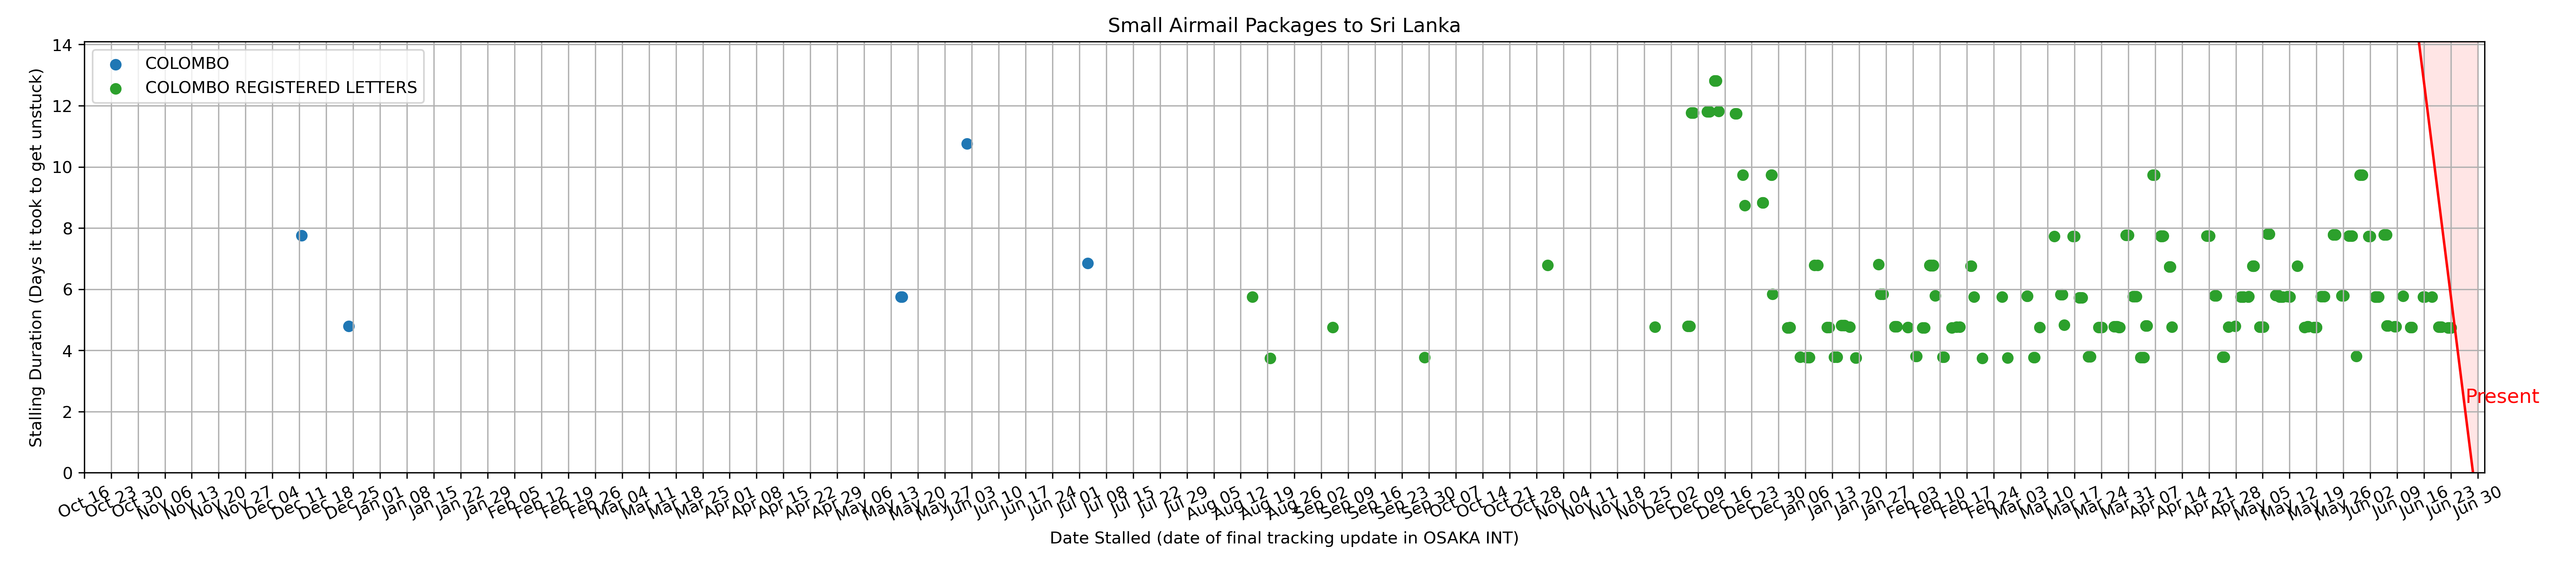 Small Airmail Packages to Sri Lanka
COLOMBO
COLOMBO REGISTERED LETTERS
Stalling Duration (Days it took to get unstuck)
14
12
10
8
6
4
2
0
Present
Oct 16 Oct 23 Oct 30 Nov 06 Nov 13 Nov 20 Nov 27 Dec 04 Dec 11 Dec 18 Dec 25 Jan 01 Jan 08 Jan 15 Jan 22 Jan 29 Feb 05 Feb 12 Feb 19 Feb 26 Mar 04 Mar 11 Mar 18 Mar 25 Apr 01 Apr 08 Apr 15 Apr 22 Apr 29 May 06 May 13 May 20 May 27 Jun 03 Jun 10 Jun 17 Jun 24 Jul 01 Jul 08 Jul 15 Jul 22 Jul 29 Aug 05 Aug 12 Aug 19 Aug 26 Sep 02 Sep 09 Sep 16 Sep 23 Sep 30 Oct 07 Oct 14 Oct 21 Oct 28 Nov 04 Nov 11 Nov 18 Nov 25 Dec 02 Dec 09 Dec 16 Dec 23 Dec 30 Jan 06 Jan 13 Jan 20 Jan 27 Feb 03 Feb 10 Feb 17 Feb 24 Mar 03 Mar 10 Mar 17 Mar 24 Mar 31 Apr 07 Apr 14 Apr 21 Apr 28 May 05 May 12 May 19 May 26 Jun 02 Jun 09 Jun 16 Jun 23 Jun 30
Date Stalled (date of final tracking update in OSAKA INT)